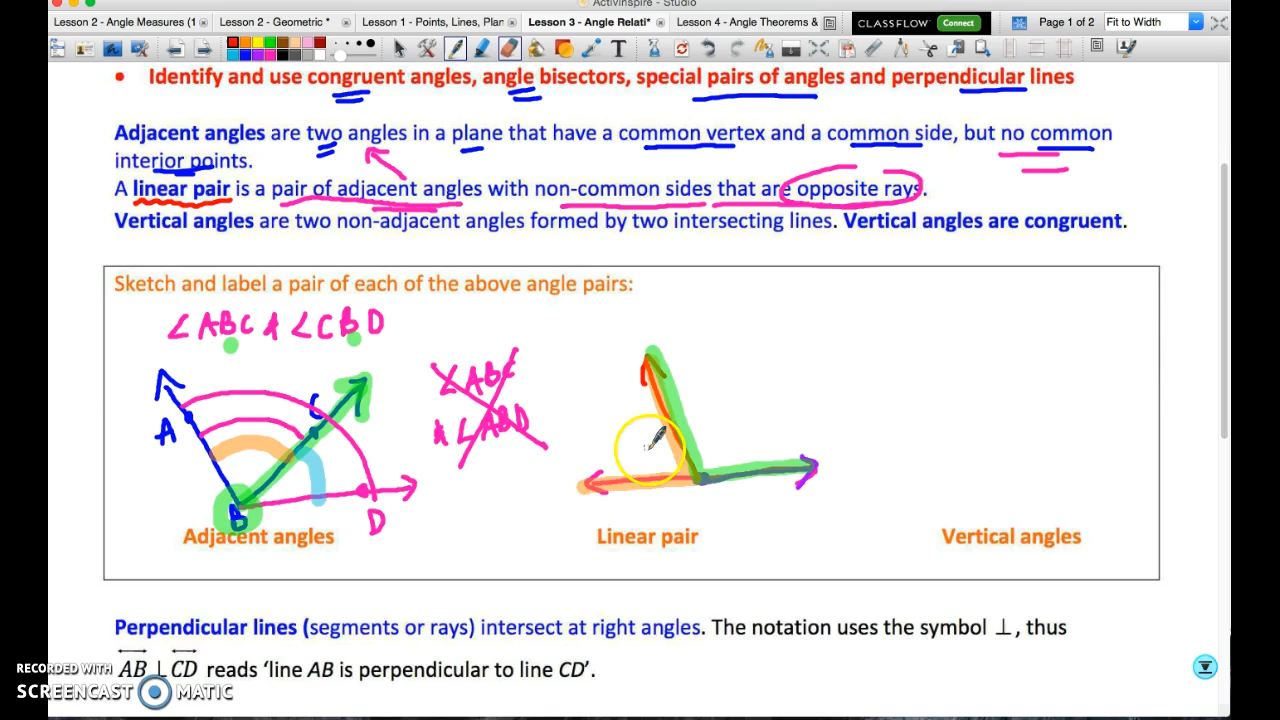 ActivInspire - Studio
Lesson 2 - Angle Measures (1
Lesson 2 - Geometric *
Lesson 1 - Points, Lines, Plan
Lesson 3 - Angle Relati*
Lesson 4 - Angle Theorems &
CLASSFLOW Connect
Page 1 of 2
Fit to Width
• Identify and use congruent angles, angle bisectors, special pairs of angles and perpendicular lines
Adjacent angles are two angles in a plane that have a common vertex and a common side, but no common
interior points.
A linear pair is a pair of adjacent angles with non-common sides that are opposite rays.
Vertical angles are two non-adjacent angles formed by two intersecting lines. Vertical angles are congruent.
Sketch and label a pair of each of the above angle pairs:
∠ABC & ∠CBD
∠ABC
& ∠ABD
A
C
B
D
Adjacent angles
Linear pair
Vertical angles
Perpendicular lines (segments or rays) intersect at right angles. The notation uses the symbol ⊥, thus
AB ⊥ CD reads ‘line AB is perpendicular to line CD’.
RECORDED WITH
SCREENCAST MATIC